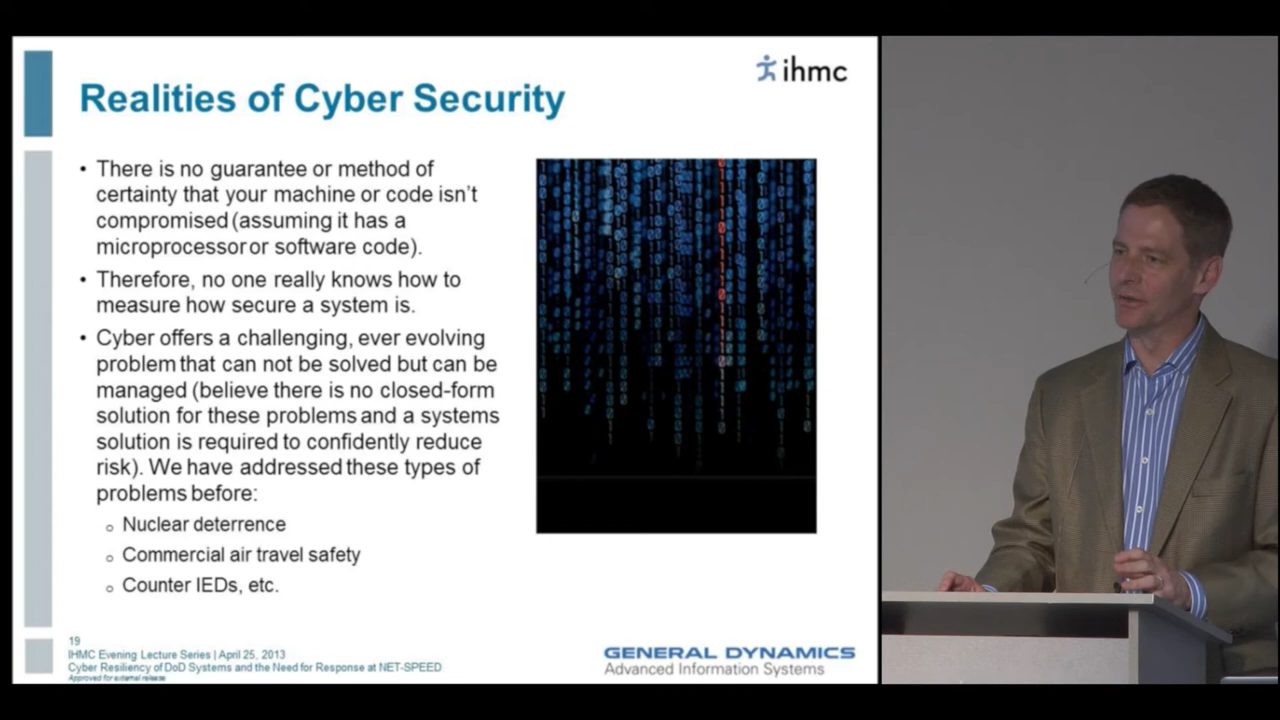 ihmc
Realities of Cyber Security
• There is no guarantee or method of
certainty that your machine or code isn't
compromised (assuming it has a
microprocessor or software code).
• Therefore, no one really knows how to
measure how secure a system is.
• Cyber offers a challenging, ever evolving
problem that can not be solved but can be
managed (believe there is no closed-form
solution for these problems and a systems
solution is required to confidently reduce
risk). We have addressed these types of
problems before:
o Nuclear deterrence
o Commercial air travel safety
o Counter IEDs, etc.
19
IHMC Evening Lecture Series | April 25, 2013
Cyber Resiliency of DoD Systems and the Need for Response at NET-SPEED
Approved for external release
GENERAL DYNAMICS
Advanced Information Systems